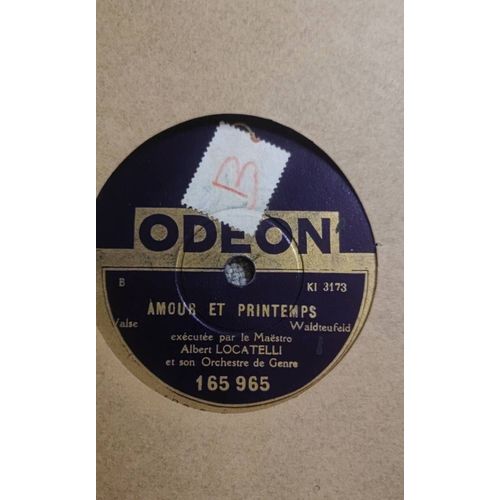 B
ODEON
B KI 3173
AMOUR ET PRINTEMPS
Valse Waldteufeld
exécutée par le Maëstro
Albert LOCATELLI
et son Orchestre de Genre
165 965